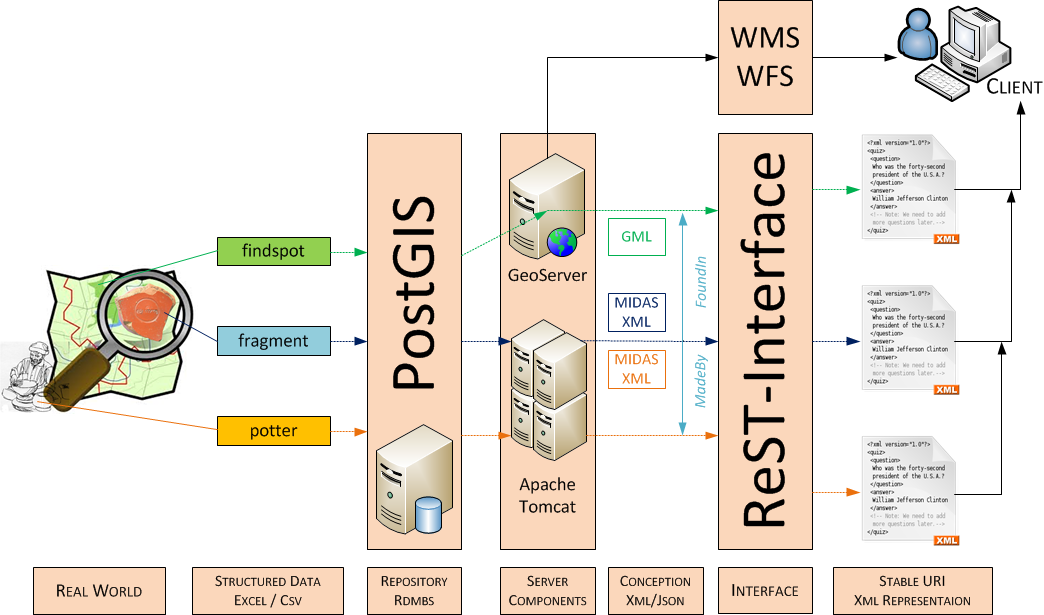 WMS
WFS
CLIENT
findspot
fragment
potter
PostGIS
GeoServer
Apache
Tomcat
GML
MIDAS
XML
MIDAS
XML
FoundIn
MadeBy
ReST-Interface
<?xml version="1.0"?>
<quiz>
<question>
Who was the forty-second
president of the U.S.A.?
</question>
<answer>
William Jefferson Clinton
</answer>
<!-- Note: We need to add
more questions later.-->
</quiz>
XML
<?xml version="1.0"?>
<quiz>
<question>
Who was the forty-second
president of the U.S.A.?
</question>
<answer>
William Jefferson Clinton
</answer>
<!-- Note: We need to add
more questions later.-->
</quiz>
XML
<?xml version="1.0"?>
<quiz>
<question>
Who was the forty-second
president of the U.S.A.?
</question>
<answer>
William Jefferson Clinton
</answer>
<!-- Note: We need to add
more questions later.-->
</quiz>
XML
REAL WORLD
STRUCTURED DATA
EXCEL / CSV
REPOSITORY
RDMBS
SERVER
COMPONENTS
CONCEPTION
XML/JSON
INTERFACE
STABLE URI
XML REPRESENTAION